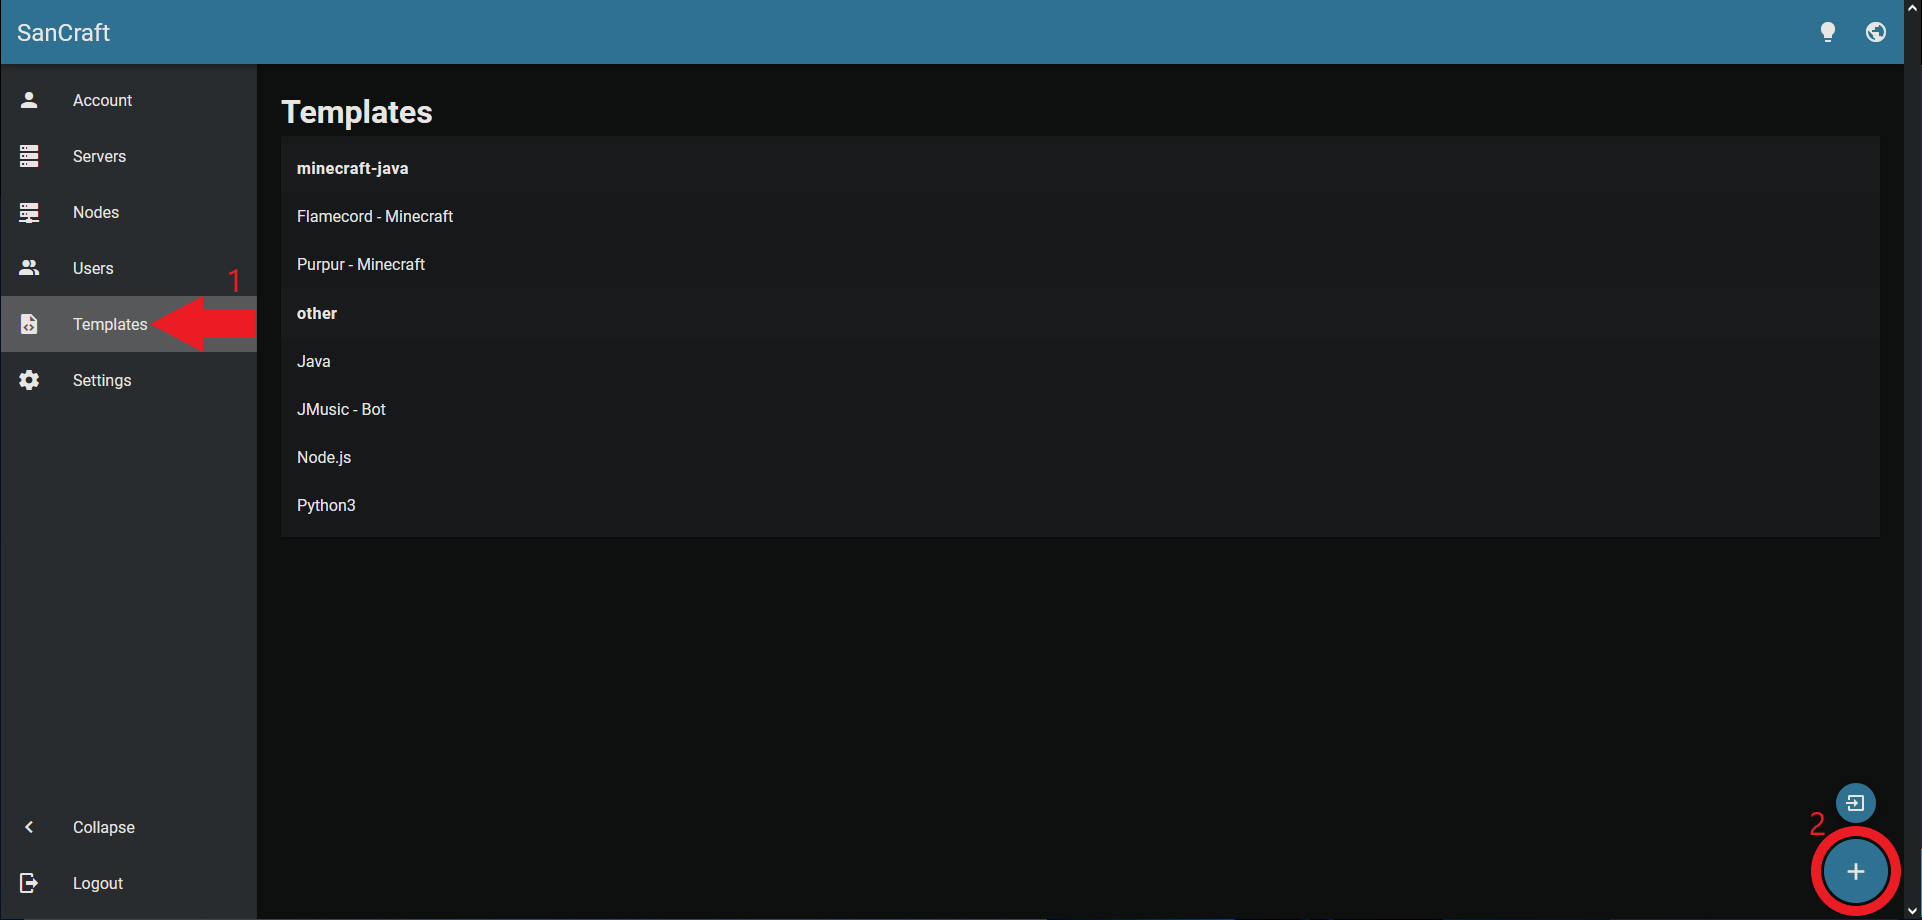 SanCraft
Account
Servers
Nodes
Users
1
Templates
Settings
Collapse
Logout
Templates
minecraft-java
Flamecord - Minecraft
Purpur - Minecraft
other
Java
JMusic - Bot
Node.js
Python3
2
+